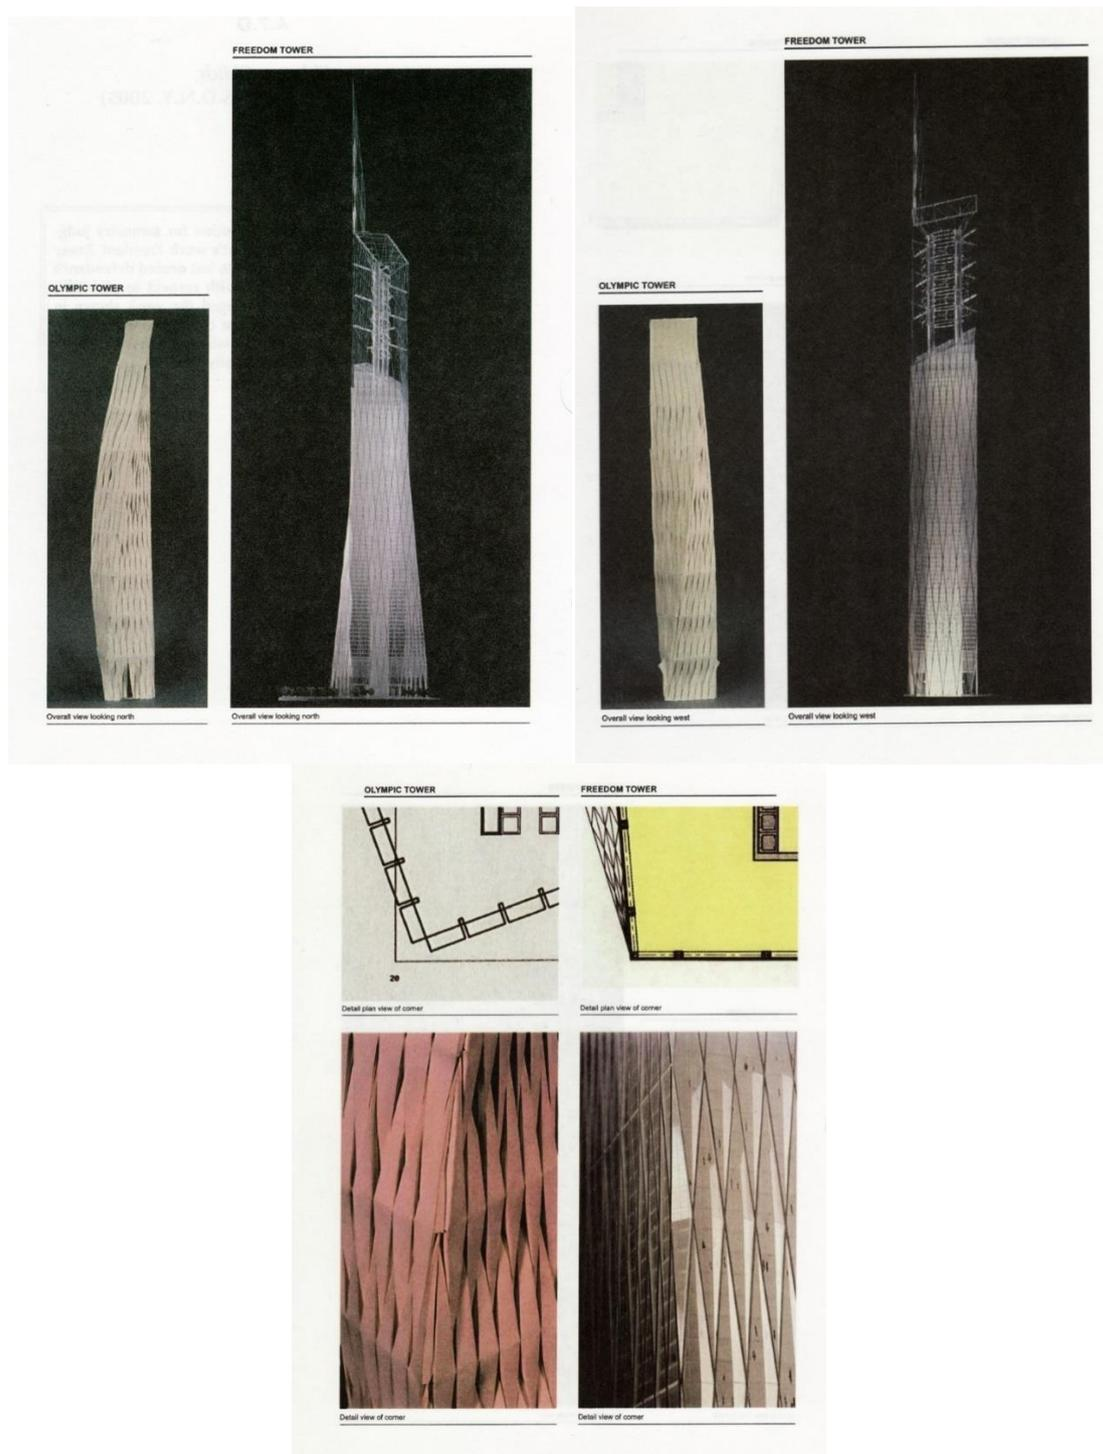 FREEDOM TOWER
OLYMPIC TOWER
Overall view looking north
Overall view looking north
FREEDOM TOWER
OLYMPIC TOWER
Overall view looking west
Overall view looking west
OLYMPIC TOWER
FREEDOM TOWER
20
Detail plan view of corner
Detail plan view of corner
Detail view of corner
Detail view of corner